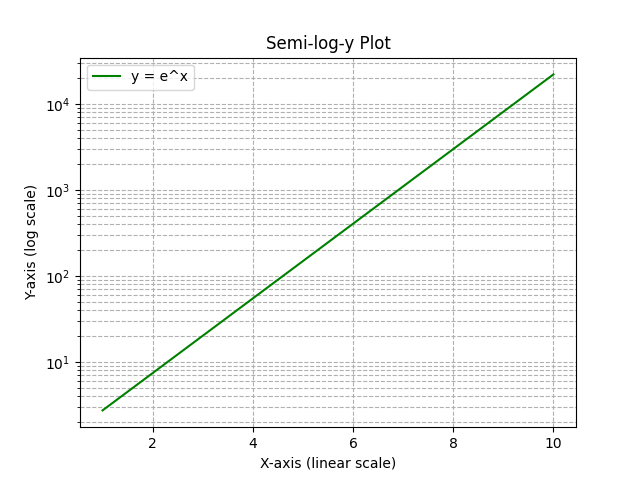 Semi-log-y Plot
y = e^x
10^4
10^3
10^2
10^1
Y-axis (log scale)
2 4 6 8 10
X-axis (linear scale)